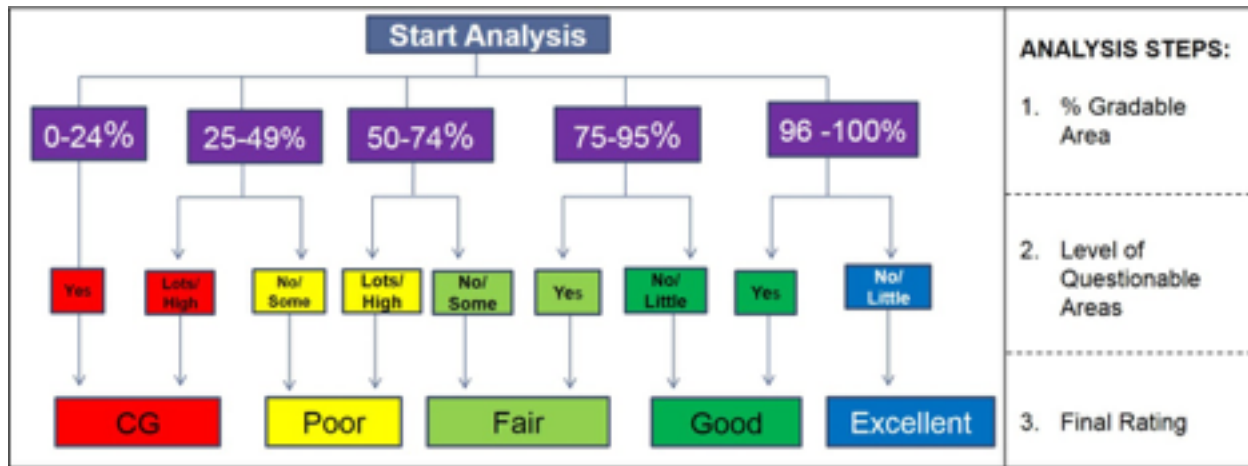 Start Analysis
0-24%
25-49%
50-74%
75-95%
96 -100%
Yes
Lots/
High
No/
Some
Lots/
High
No/
Some
Yes
No/
Little
Yes
No/
Little
CG
Poor
Fair
Good
Excellent
ANALYSIS STEPS:
1. % Gradable
Area
2. Level of
Questionable
Areas
3. Final Rating